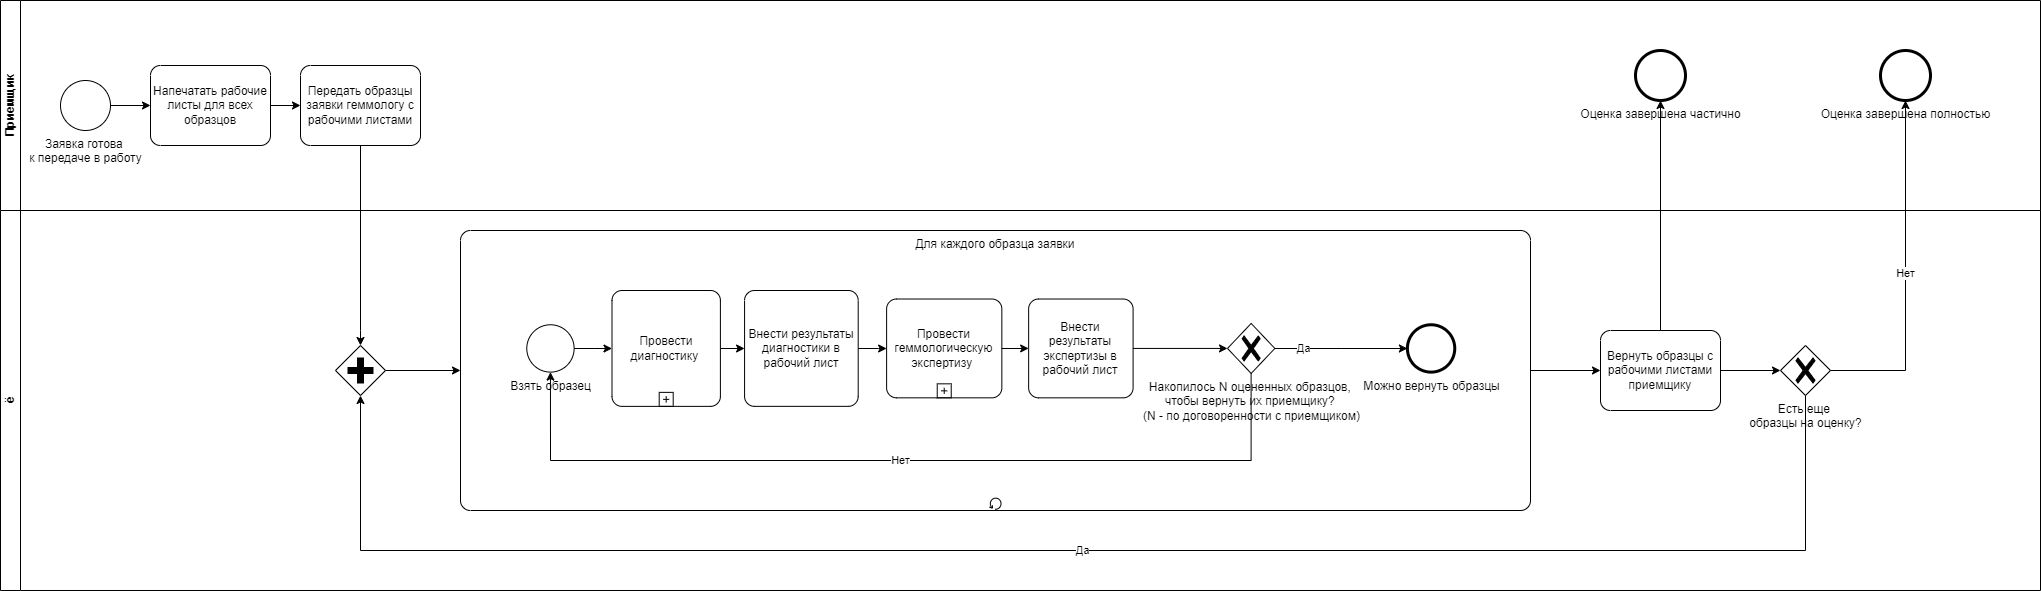 Приемщик
Заявка готова
к передаче в работу
Напечатать рабочие
листы для всех
образцов
Передать образцы
заявки геммологу с
рабочими листами
Оценка завершена частично
Оценка завершена полностью
ё
Для каждого образца заявки
Взять образец
Провести
диагностику
Внести результаты
диагностики в
рабочий лист
Провести
геммологическую
экспертизу
Внести
результаты
экспертизы в
рабочий лист
Накопилось N оцененных образцов,
чтобы вернуть их приемщику?
(N - по договоренности с приемщиком)
Да
Можно вернуть образцы
Нет
Вернуть образцы с
рабочими листами
приемщику
Есть еще
образцы на оценку?
Нет
Да